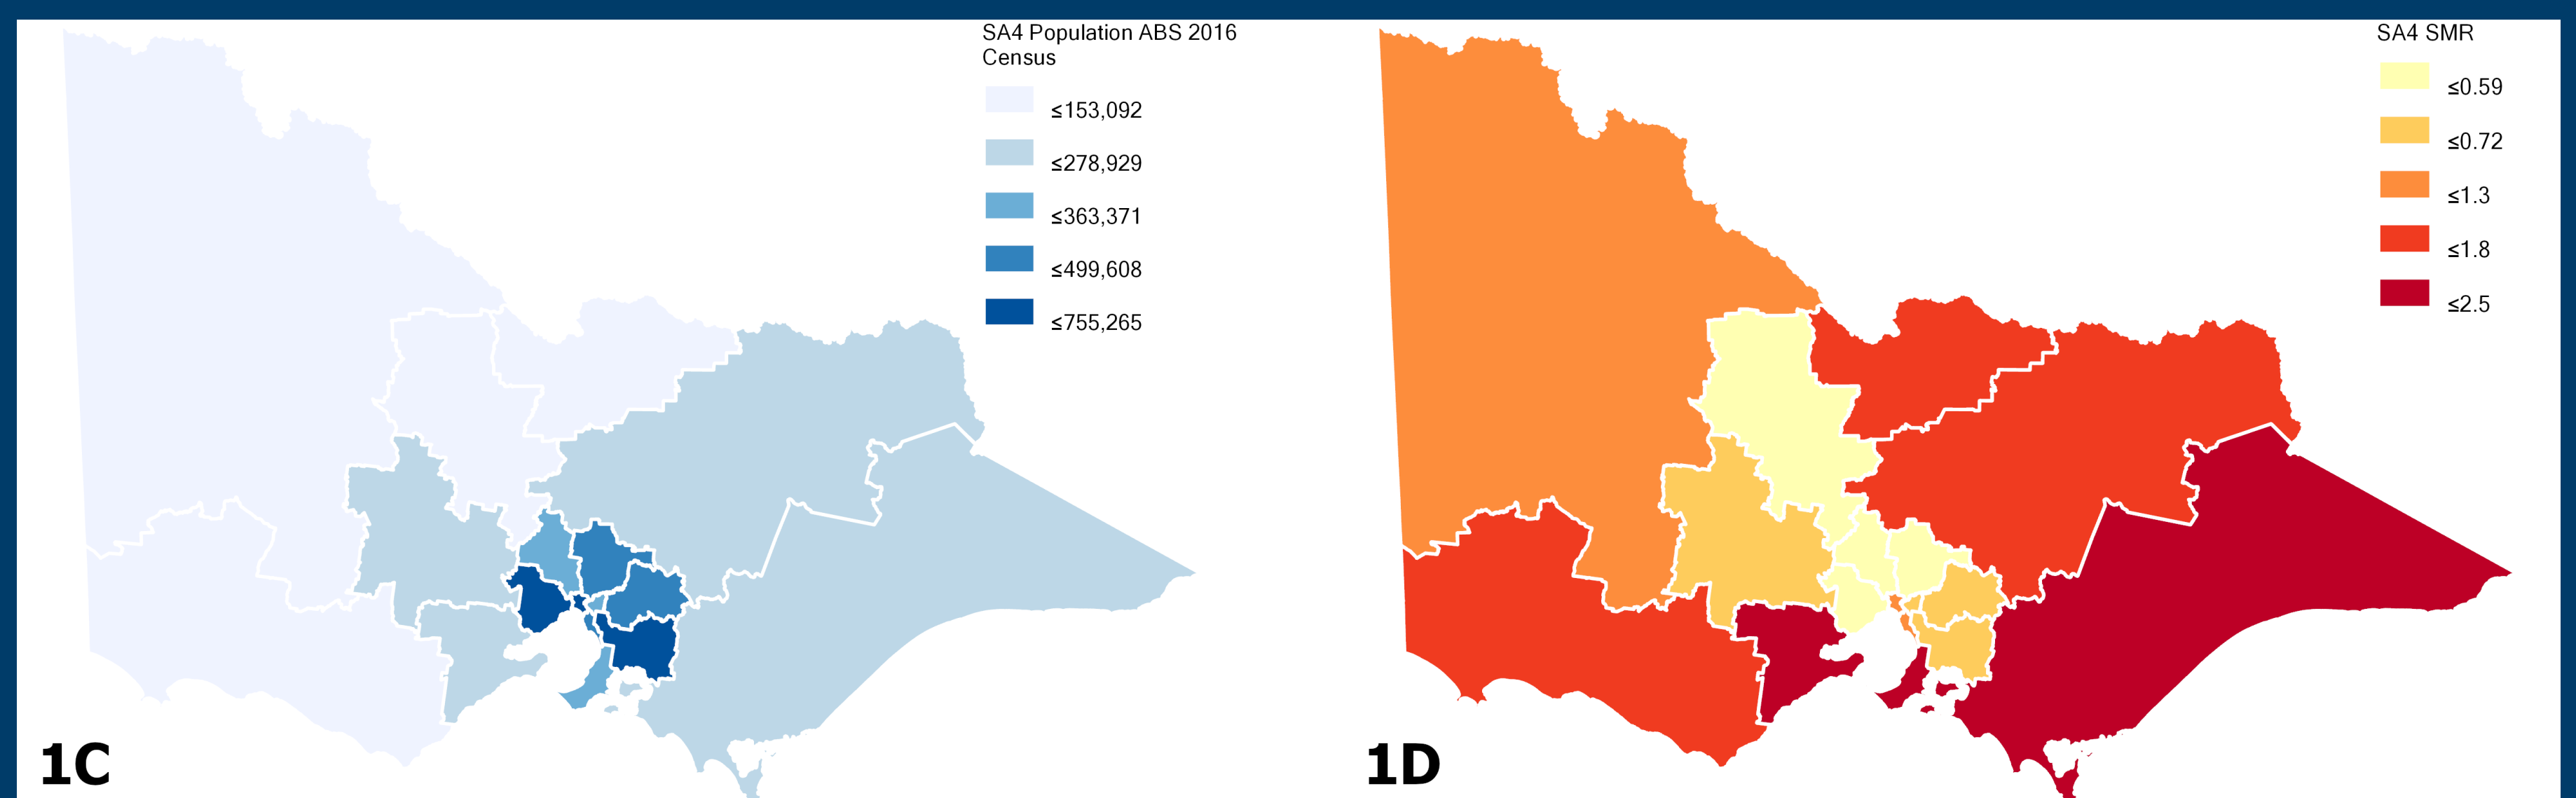 SA4 Population ABS 2016
Census
≤153,092
≤278,929
≤363,371
≤499,608
≤755,265
1C
SA4 SMR
≤0.59
≤0.72
≤1.3
≤1.8
≤2.5
1D